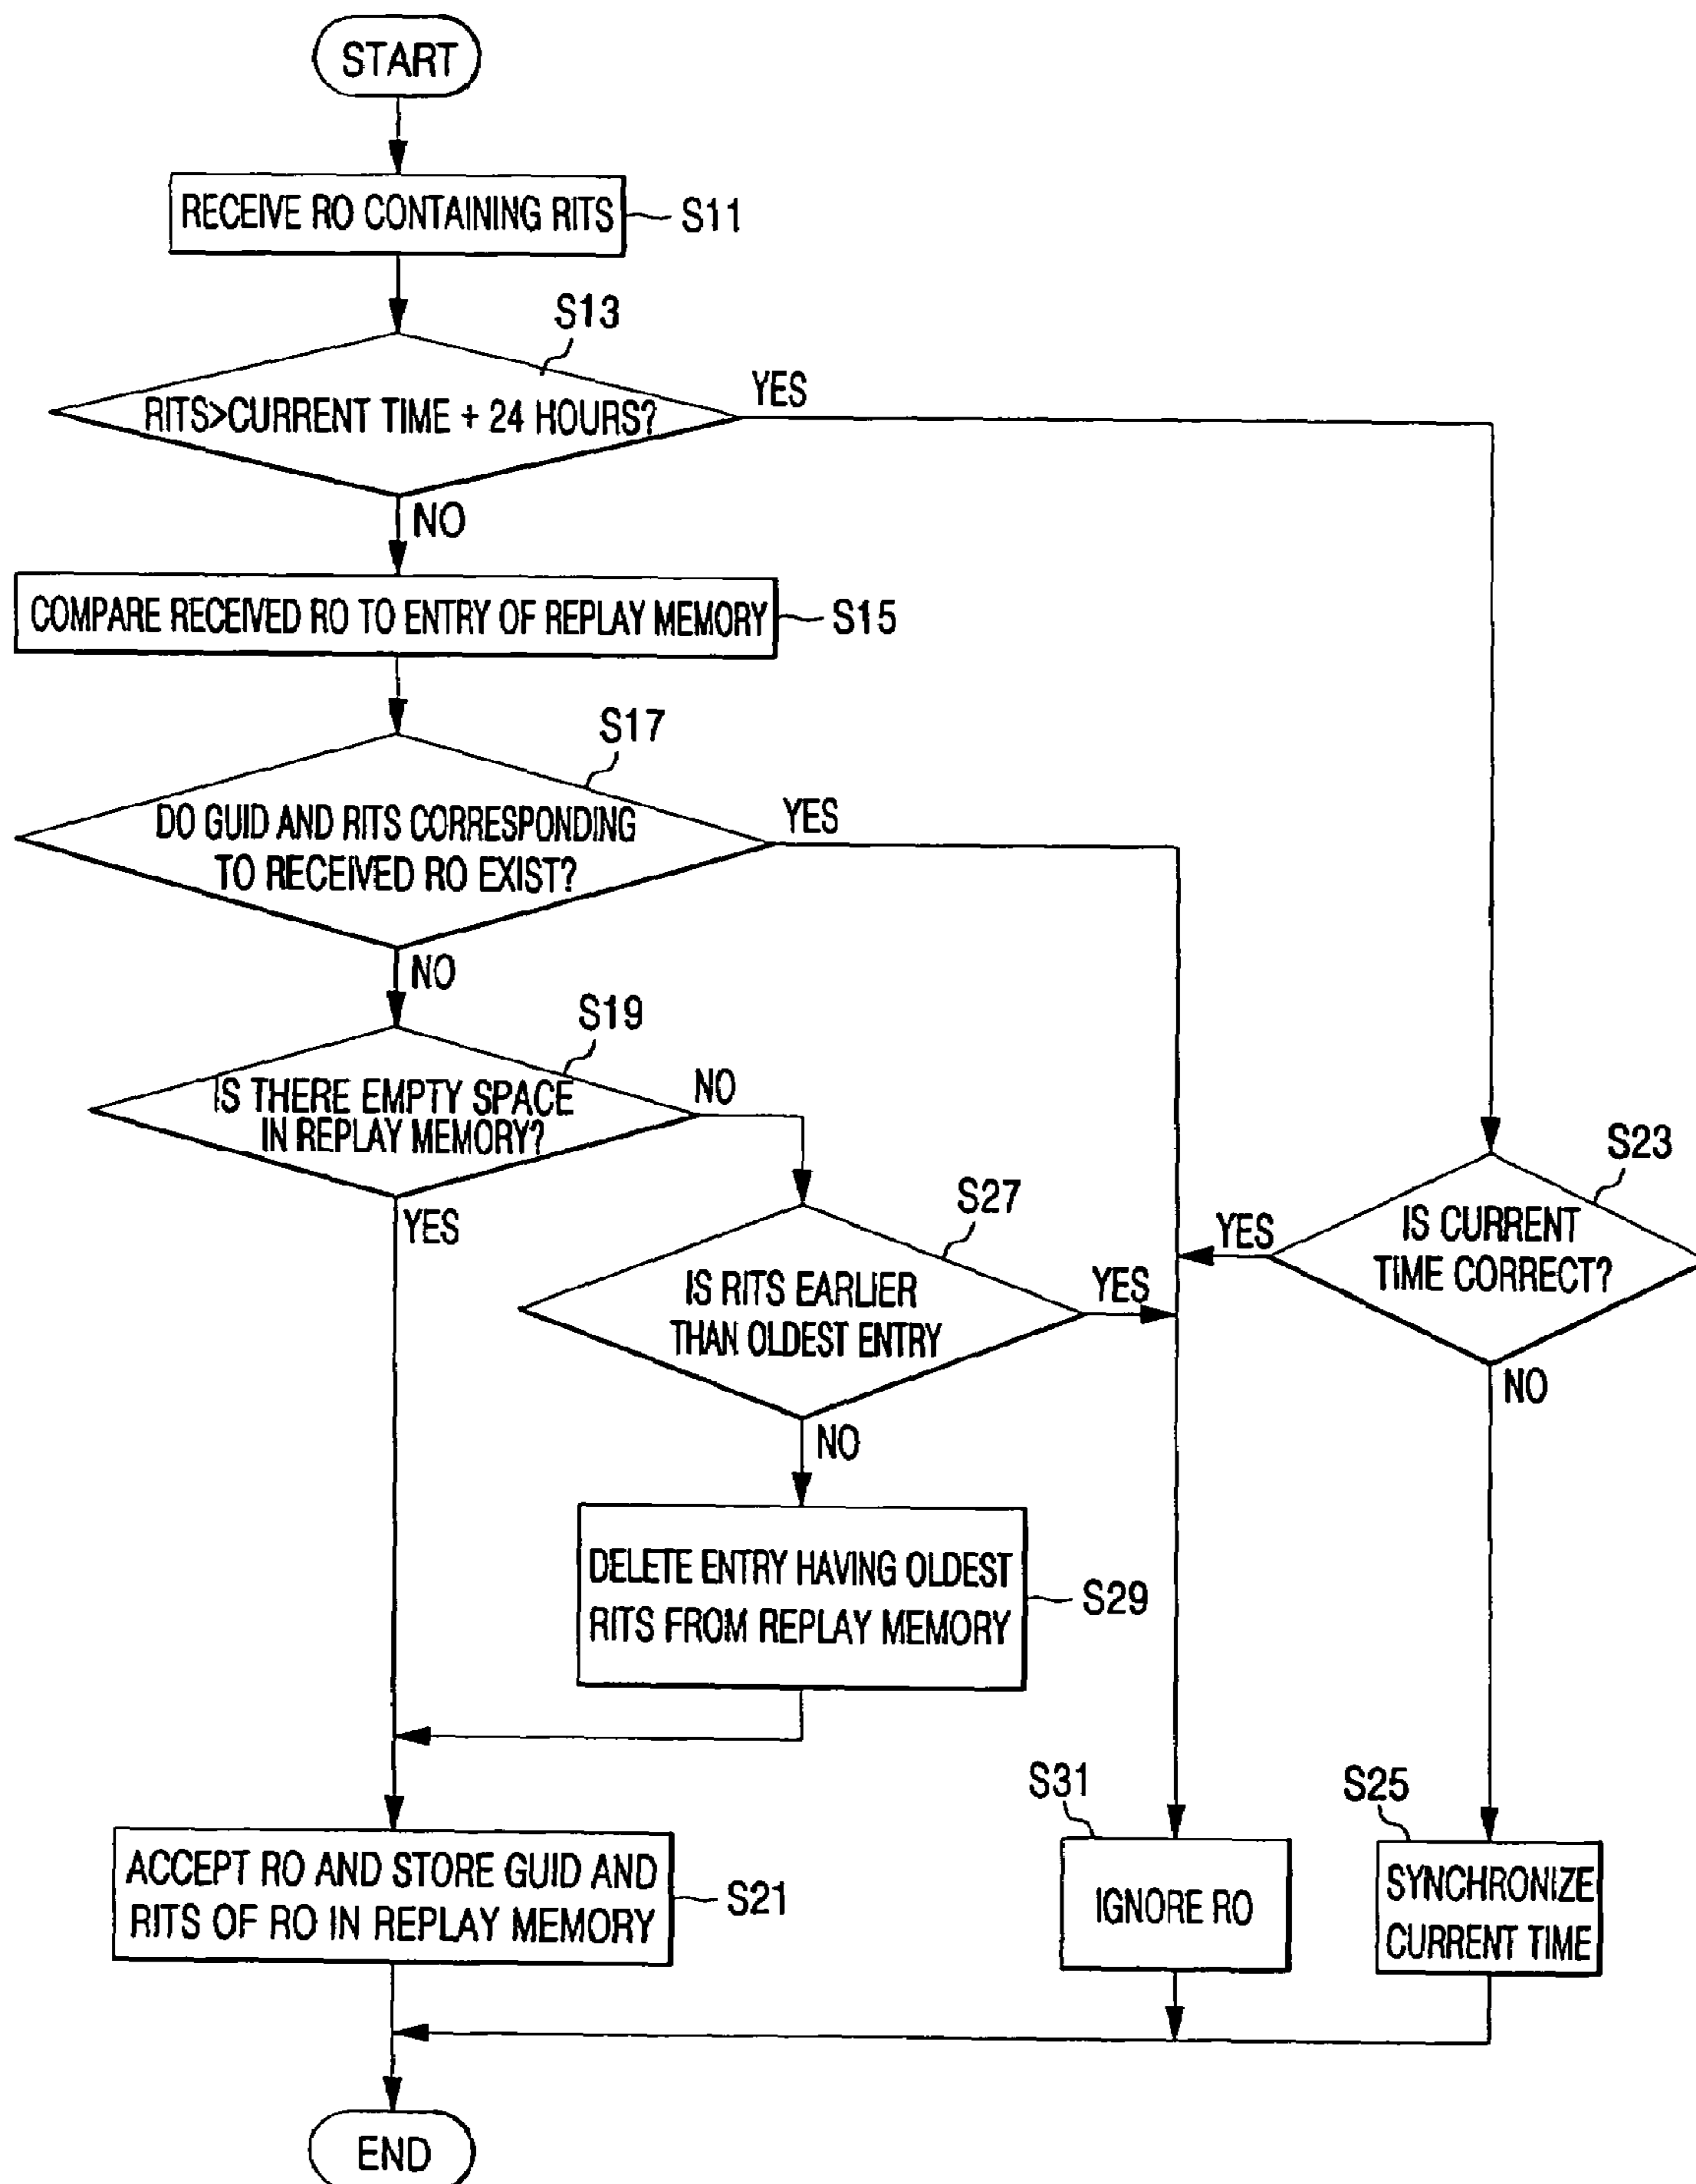 START
RECEIVE RO CONTAINING RITS
S11
S13
RITS>CURRENT TIME + 24 HOURS?
YES
NO
COMPARE RECEIVED RO TO ENTRY OF REPLAY MEMORY
S15
S17
DO GUID AND RITS CORRESPONDING
TO RECEIVED RO EXIST?
YES
NO
S19
IS THERE EMPTY SPACE
IN REPLAY MEMORY?
NO
YES
S27
IS RITS EARLIER
THAN OLDEST ENTRY
YES
NO
S23
IS CURRENT
TIME CORRECT?
YES
NO
DELETE ENTRY HAVING OLDEST
RITS FROM REPLAY MEMORY
S29
ACCEPT RO AND STORE GUID AND
RITS OF RO IN REPLAY MEMORY
S21
S31
IGNORE RO
S25
SYNCHRONIZE
CURRENT TIME
END